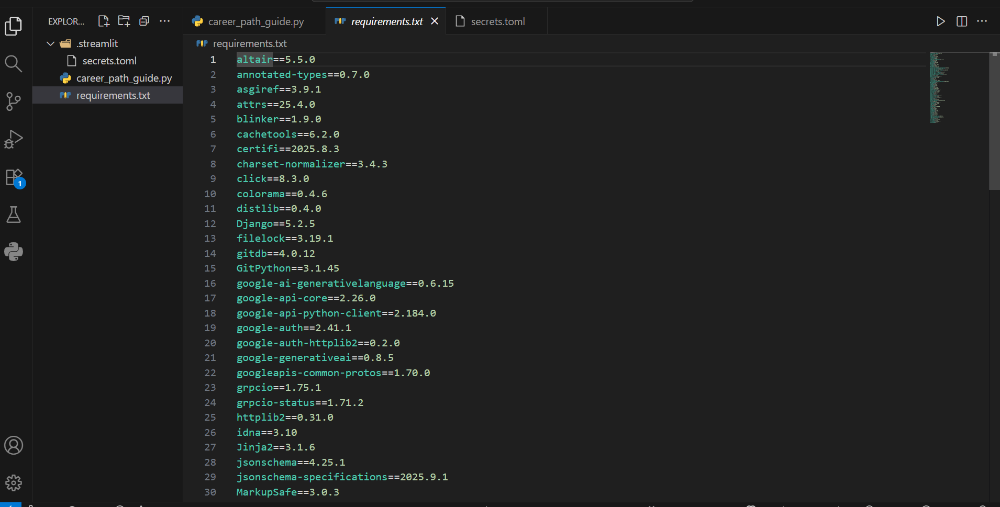 EXPLOR...
.streamlit
secrets.toml
career_path_guide.py
requirements.txt
1
career_path_guide.py
requirements.txt
secrets.toml
requirements.txt
1 altair==5.5.0
2 annotated-types==0.7.0
3 asgiref==3.9.1
4 attrs==25.4.0
5 blinker==1.9.0
6 cachetools==6.2.0
7 certifi==2025.8.3
8 charset-normalizer==3.4.3
9 click==8.3.0
10 colorama==0.4.6
11 distlib==0.4.0
12 Django==5.2.5
13 filelock==3.19.1
14 gitdb==4.0.12
15 GitPython==3.1.45
16 google-ai-generativelanguage==0.6.15
17 google-api-core==2.26.0
18 google-api-python-client==2.184.0
19 google-auth==2.41.1
20 google-auth-httplib2==0.2.0
21 google-generativeai==0.8.5
22 googleapis-common-protos==1.70.0
23 grpcio==1.75.1
24 grpcio-status==1.71.2
25 httplib2==0.31.0
26 idna==3.10
27 Jinja2==3.1.6
28 jsonschema==4.25.1
29 jsonschema-specifications==2025.9.1
30 MarkupSafe==3.0.3